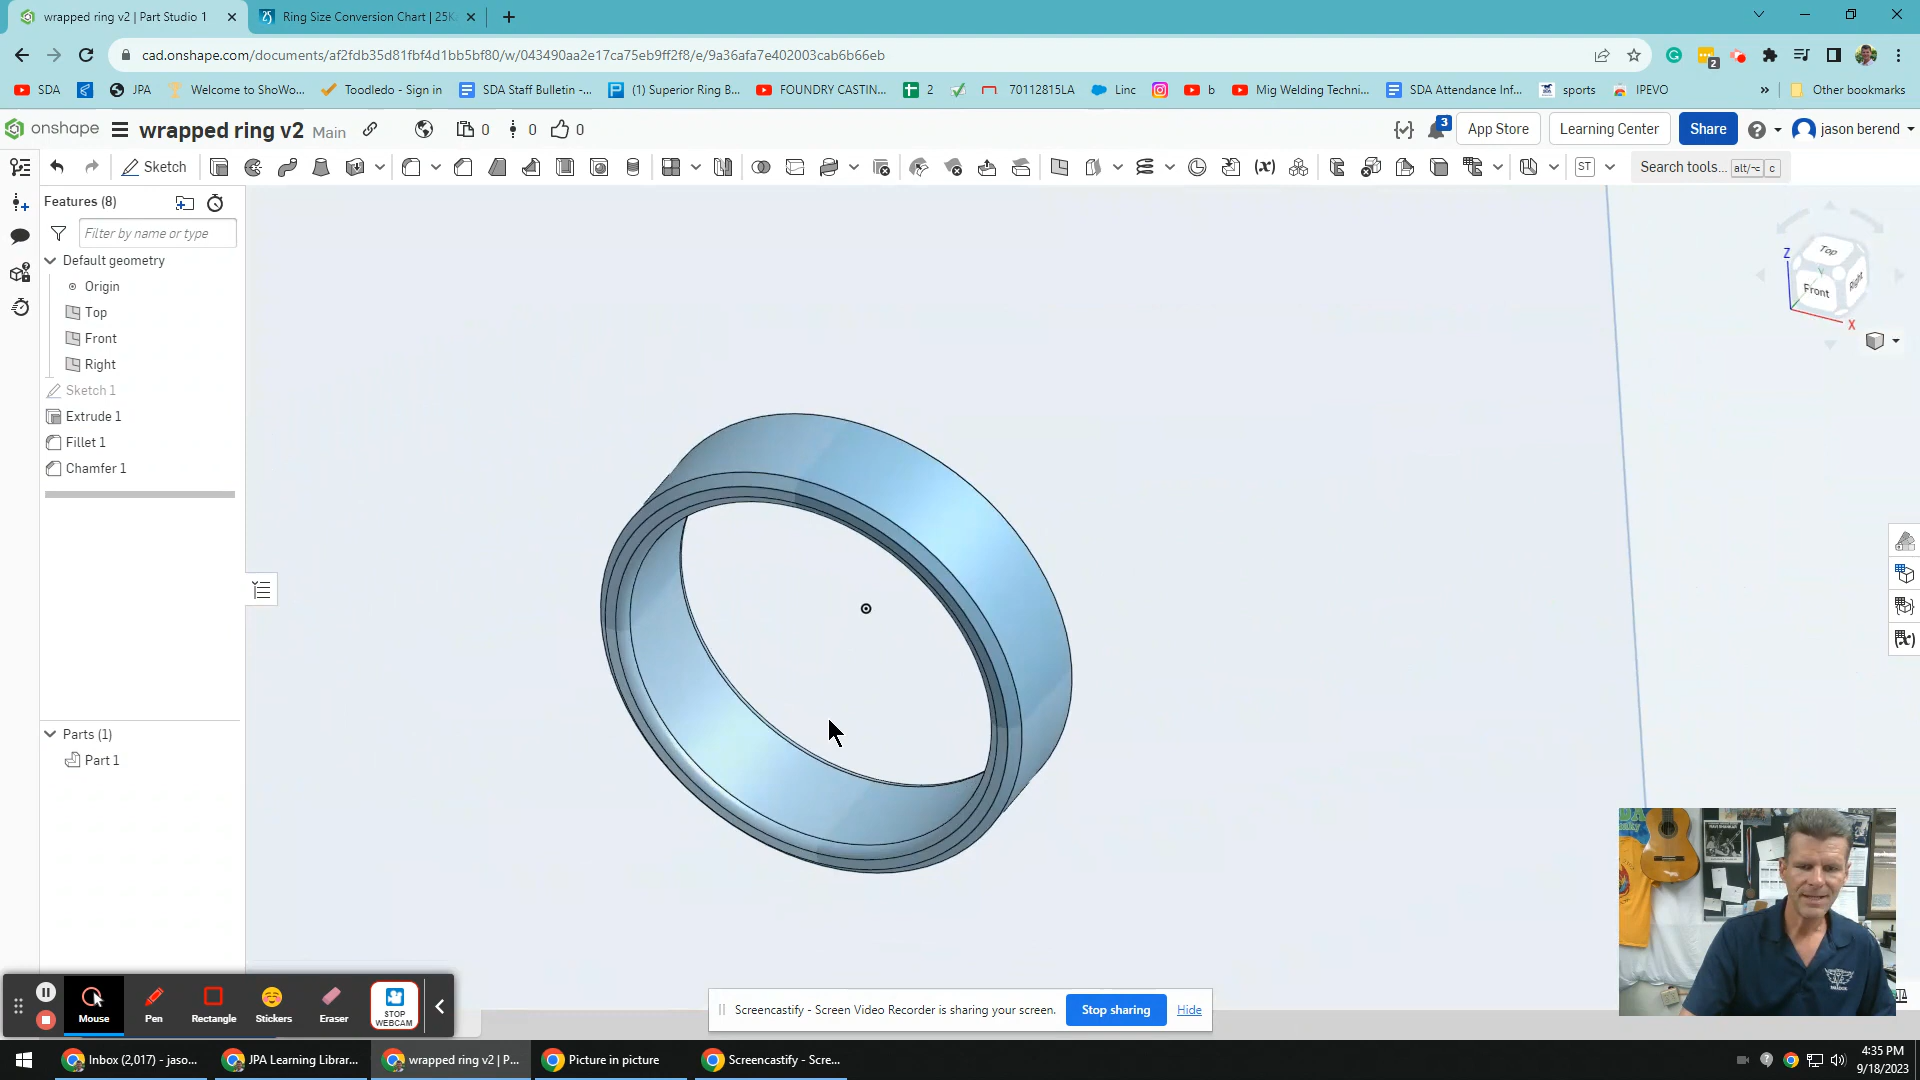 wrapped ring v2 | Part Studio 1
Ring Size Conversion Chart | 25K
cad.onshape.com/documents/af2fdb35d81fbf4d1bb5bf80/w/043490aa2e17ca75eb9ff2f8/e/9a36afa7e402003cab6b66eb
2
SDA
JPA
Welcome to ShoWo...
Toodledo - Sign in
SDA Staff Bulletin -...
(1) Superior Ring B...
FOUNDRY CASTIN...
2
70112815LA
Linc
b
Mig Welding Techni...
SDA Attendance Inf...
sports
IPEVO
»
Other bookmarks
onshape
wrapped ring v2 Main
0
0
0
3
App Store
Learning Center
Share
jason berend
Sketch
(x)
ST
Search tools... alt/⌥ c
Features (8)
Filter by name or type
Default geometry
Origin
Top
Front
Right
Sketch 1
Extrude 1
Fillet 1
Chamfer 1
Parts (1)
Part 1
Z
Top
Front
Right
X
(x)
Mouse
Pen
Rectangle
Stickers
Eraser
STOP WEBCAM
Screencastify - Screen Video Recorder is sharing your screen.
Stop sharing
Hide
Inbox (2,017) - jaso...
JPA Learning Librar...
wrapped ring v2 | P...
Picture in picture
Screencastify - Scre...
4:35 PM
9/18/2023